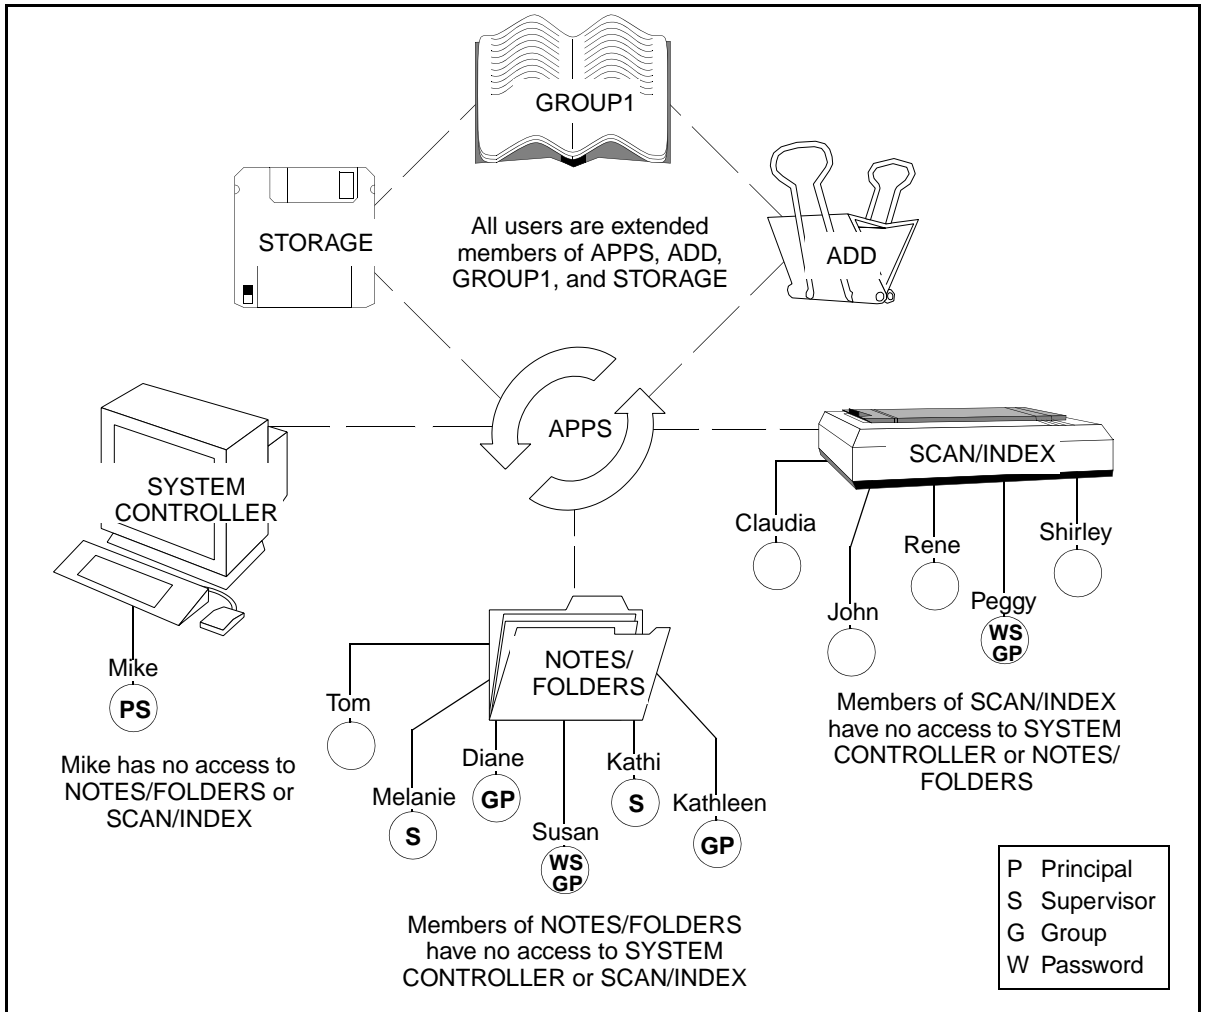 GROUP1
STORAGE
All users are extended
members of APPS, ADD,
GROUP1, and STORAGE
ADD
APPS
SYSTEM
CONTROLLER
SCAN/INDEX
Claudia
Rene
Shirley
John
Peggy
WS
GP
Mike
PS
Mike has no access to
NOTES/FOLDERS or
SCAN/INDEX
NOTES/
FOLDERS
Tom
Melanie
S
Diane
GP
Susan
WS
GP
Kathi
S
Kathleen
GP
Members of SCAN/INDEX
have no access to SYSTEM
CONTROLLER or NOTES/
FOLDERS
Members of NOTES/FOLDERS
have no access to SYSTEM
CONTROLLER or SCAN/INDEX
P Principal
S Supervisor
G Group
W Password